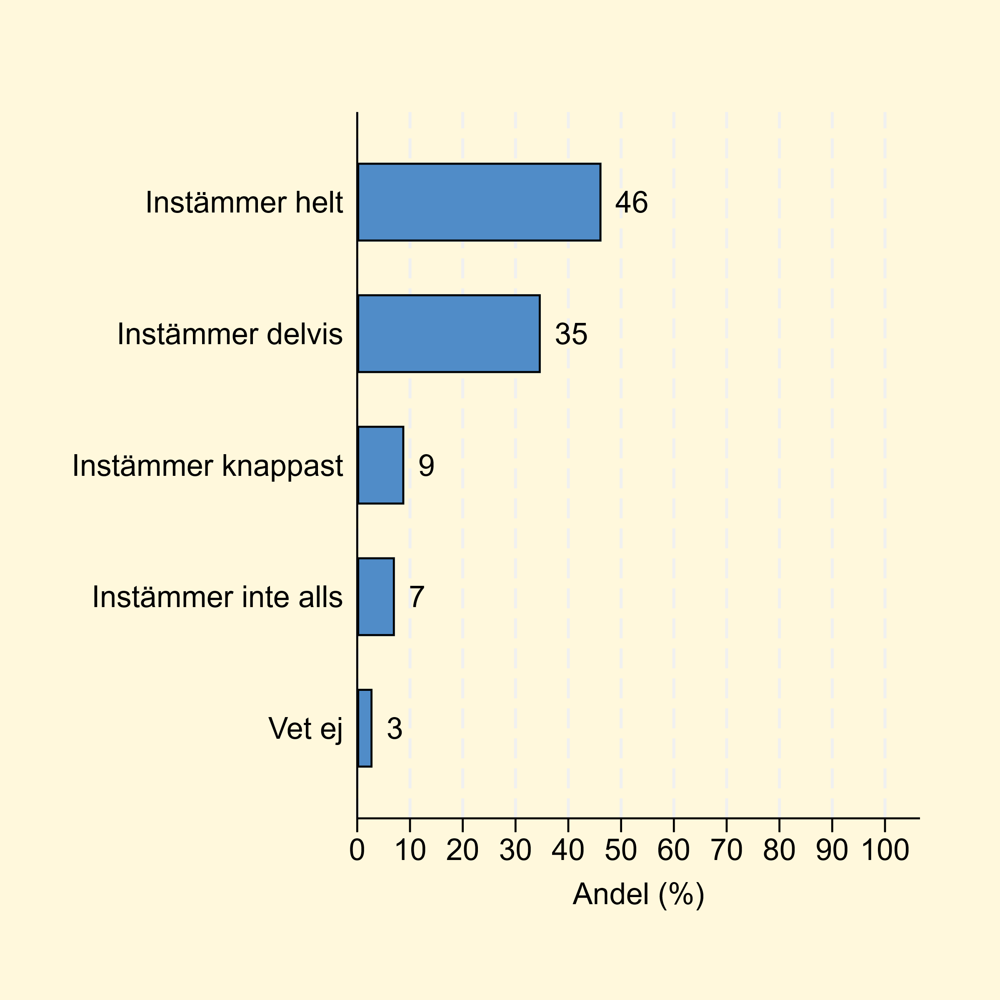 Instämmer helt 46
Instämmer delvis 35
Instämmer knappast 9
Instämmer inte alls 7
Vet ej 3
0 10 20 30 40 50 60 70 80 90 100
Andel (%)